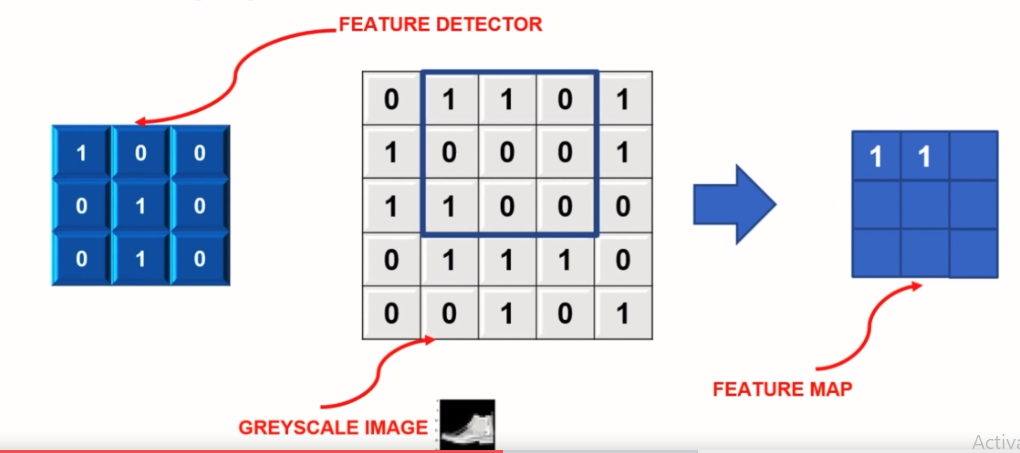 FEATURE DETECTOR
1 0 0
0 1 0
0 1 0
0 1 1 0 1
1 0 0 0 1
1 1 0 0 0
0 1 1 1 0
0 0 1 0 1
1 1
FEATURE MAP
GREYSCALE IMAGE